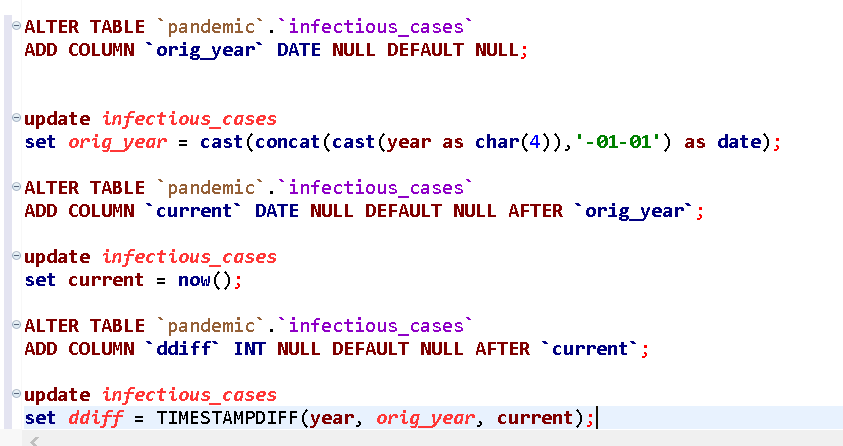 ALTER TABLE `pandemic`.`infectious_cases`
ADD COLUMN `orig_year` DATE NULL DEFAULT NULL;
update infectious_cases
set orig_year = cast(concat(cast(year as char(4)),'-01-01') as date);
ALTER TABLE `pandemic`.`infectious_cases`
ADD COLUMN `current` DATE NULL DEFAULT NULL AFTER `orig_year`;
update infectious_cases
set current = now();
ALTER TABLE `pandemic`.`infectious_cases`
ADD COLUMN `ddiff` INT NULL DEFAULT NULL AFTER `current`;
update infectious_cases
set ddiff = TIMESTAMPDIFF(year, orig_year, current);